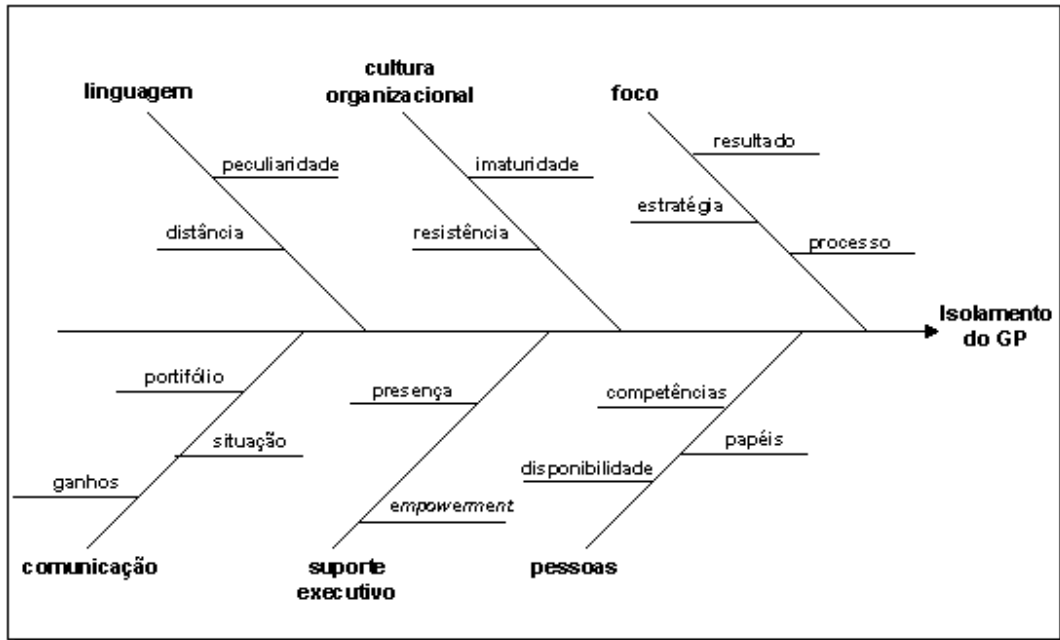 cultura
organizacional
linguagem
foco
resultado
peculiaridade
imaturidade
estratégia
distância
resistência
processo
Isolamento
do GP
portifólio
presença
competências
situação
papéis
ganhos
disponibilidade
empowerment
comunicação
suporte
executivo
pessoas